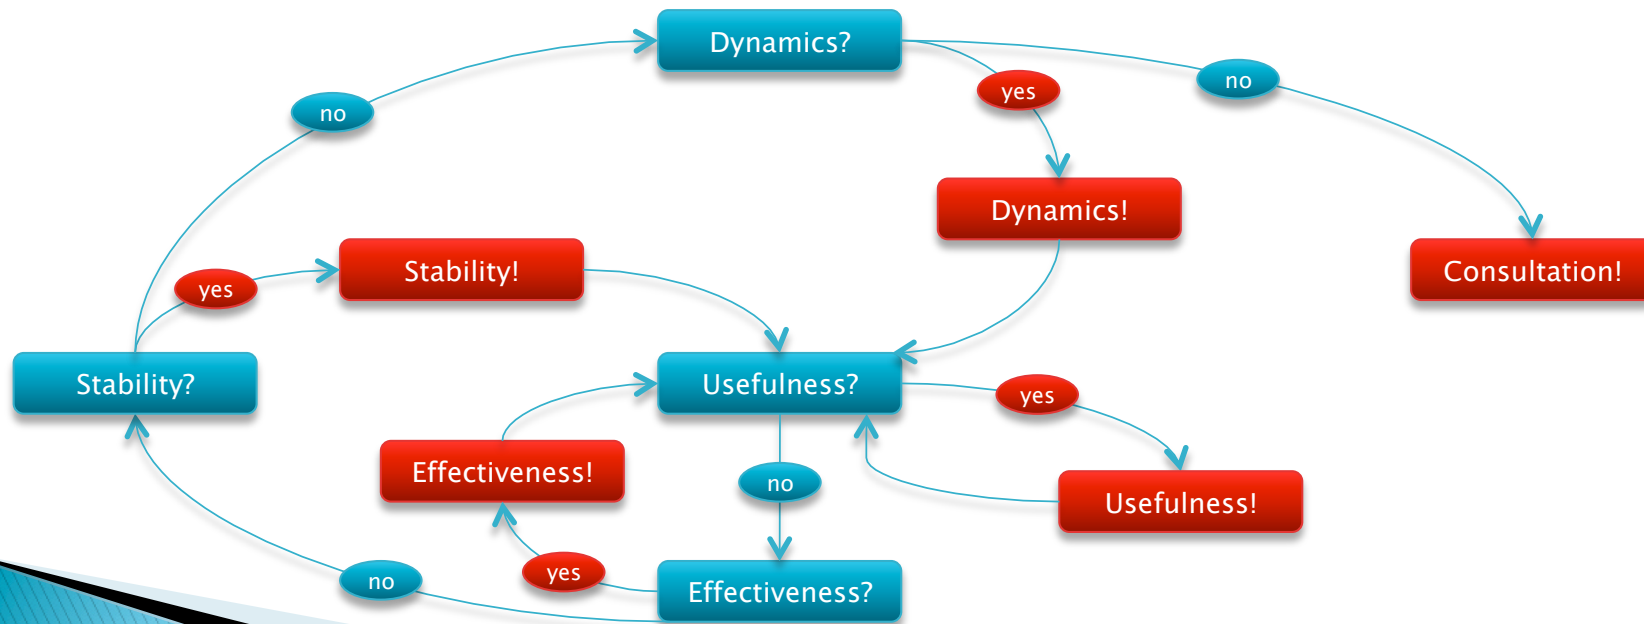 Dynamics?
no
yes
no
Dynamics!
Stability!
Consultation!
yes
Stability?
Usefulness?
yes
Effectiveness!
no
Usefulness!
no
yes
Effectiveness?